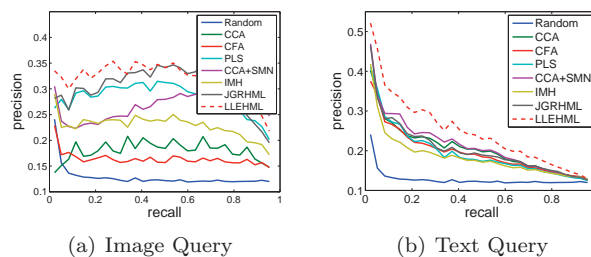 Random
CCA
CFA
PLS
CCA+SMN
IMH
JGRHML
LLEHML
precision
0.35
0.4
0.3
0.25
0.2
0.15
0.1
0 0.2 0.4 0.6 0.8 1
recall
(a) Image Query
Random
CCA
CFA
PLS
CCA+SMN
IMH
JGRHML
LLEHML
precision
0.5
0.4
0.3
0.2
0.1
0 0.2 0.4 0.6 0.8
recall
(b) Text Query